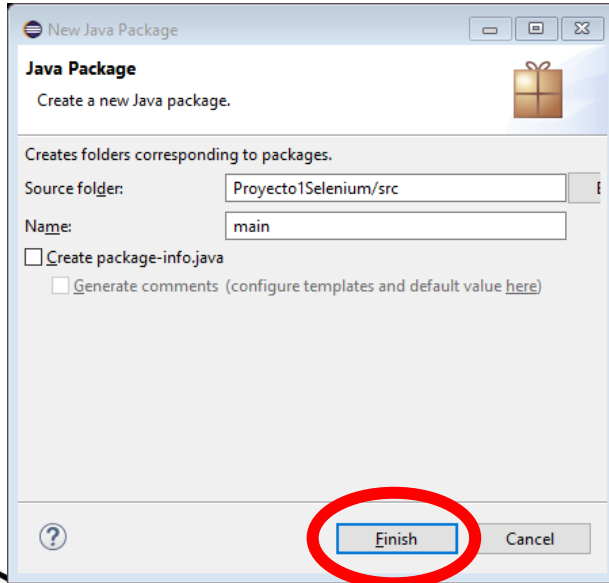 New Java Package
Java Package
Create a new Java package.
Creates folders corresponding to packages.
Source folder: Proyecto1Selenium/src
Name: main
Create package-info.java
Generate comments (configure templates and default value here)
? Finish Cancel